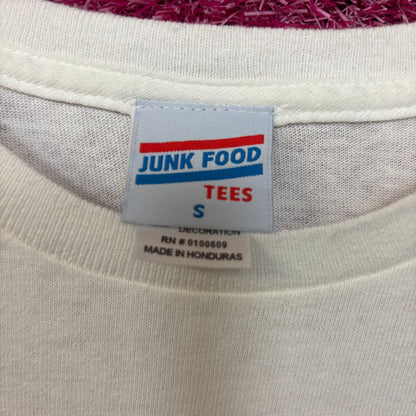 JUNK FOOD
TEES
S
DECORATION
RN # 0100609
MADE IN HONDURAS